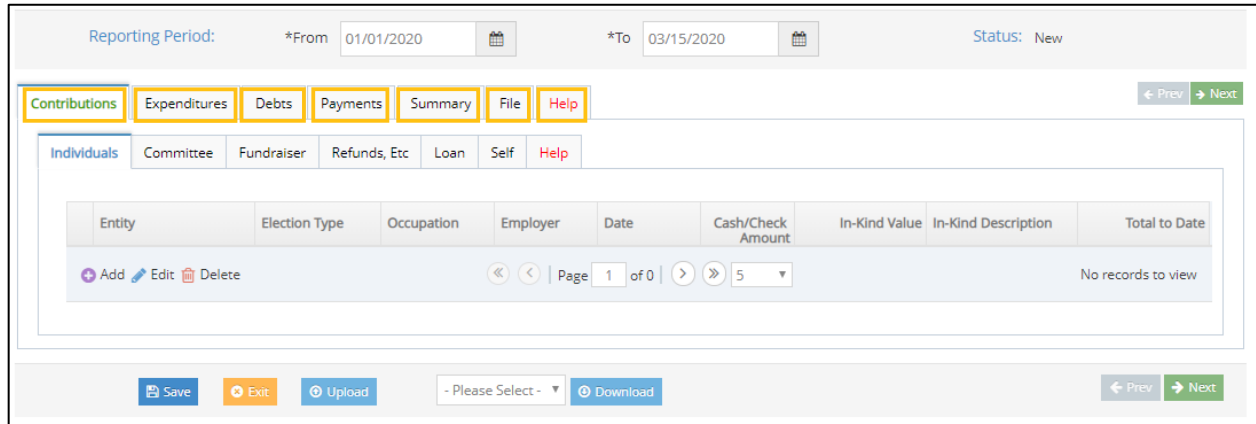 Reporting Period: *From 01/01/2020 *To 03/15/2020 Status: New
Contributions Expenditures Debts Payments Summary File Help Prev Next
Individuals Committee Fundraiser Refunds, Etc Loan Self Help
Entity Election Type Occupation Employer Date Cash/Check Amount In-Kind Value In-Kind Description Total to Date
Add Edit Delete Page 1 of 0 5 No records to view
Save Exit Upload - Please Select - Download Prev Next